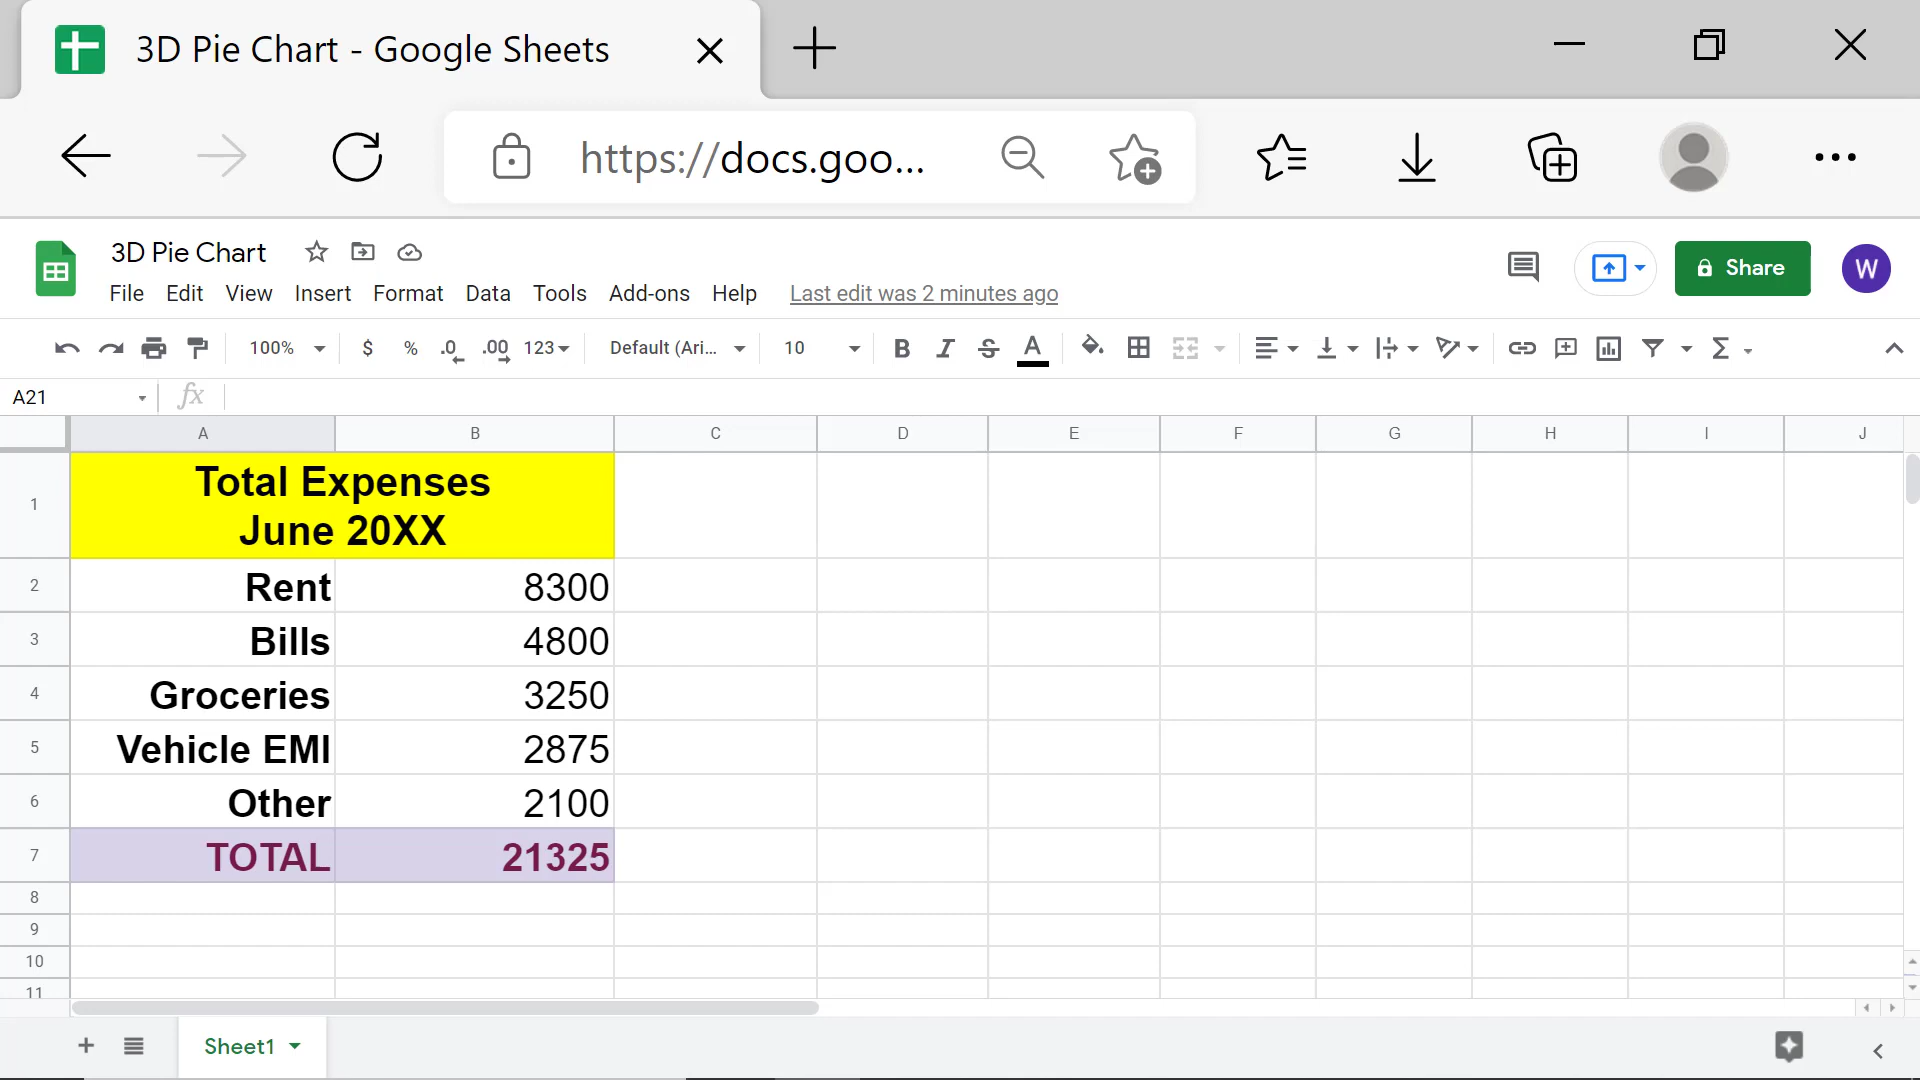 3D Pie Chart - Google Sheets
https://docs.goo...
3D Pie Chart
Share
W
File Edit View Insert Format Data Tools Add-ons Help Last edit was 2 minutes ago
100% $ % .0 .00 123 Default (Ari... 10 B I S A Σ
A21 fx
A B C D E F G H I J
1 Total Expenses
June 20XX
2 Rent 8300
3 Bills 4800
4 Groceries 3250
5 Vehicle EMI 2875
6 Other 2100
7 TOTAL 21325
8
9
10
11
Sheet1